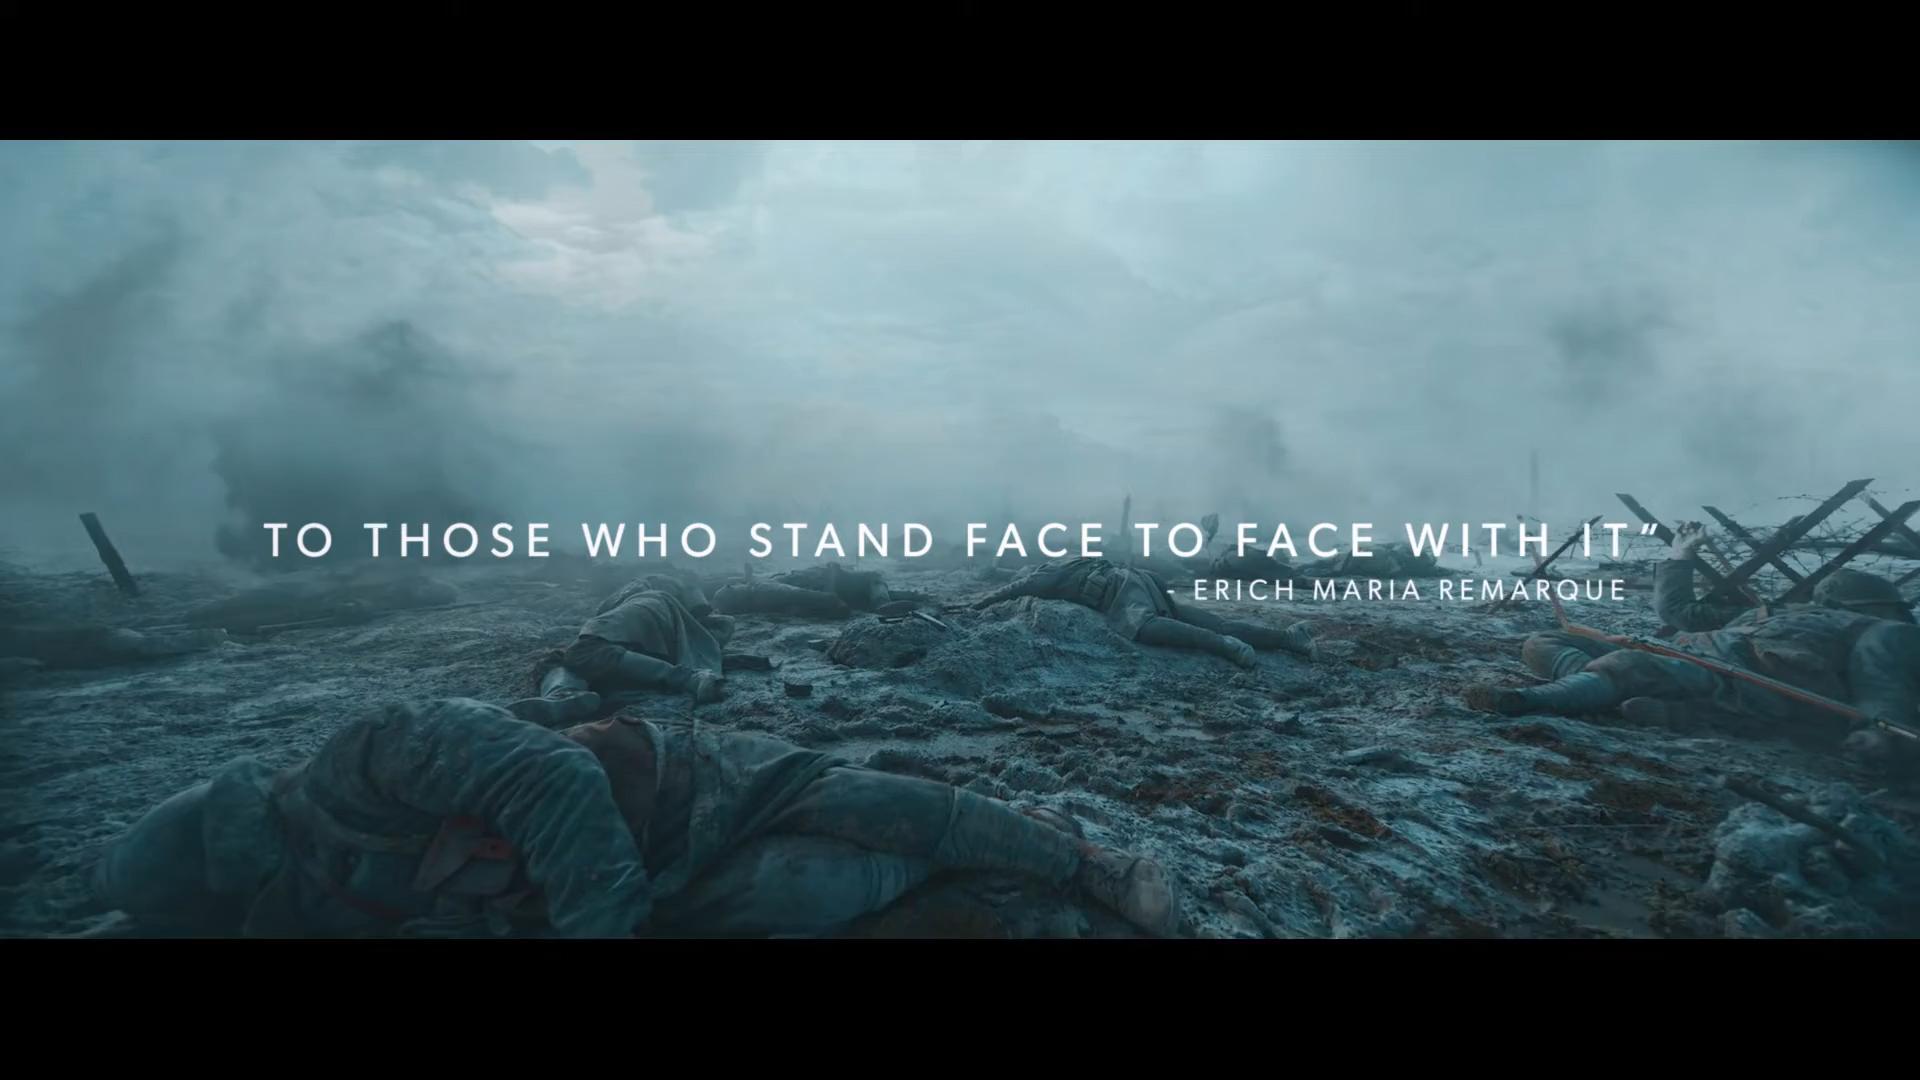 TO THOSE WHO STAND FACE TO FACE WITH IT”
- ERICH MARIA REMARQUE